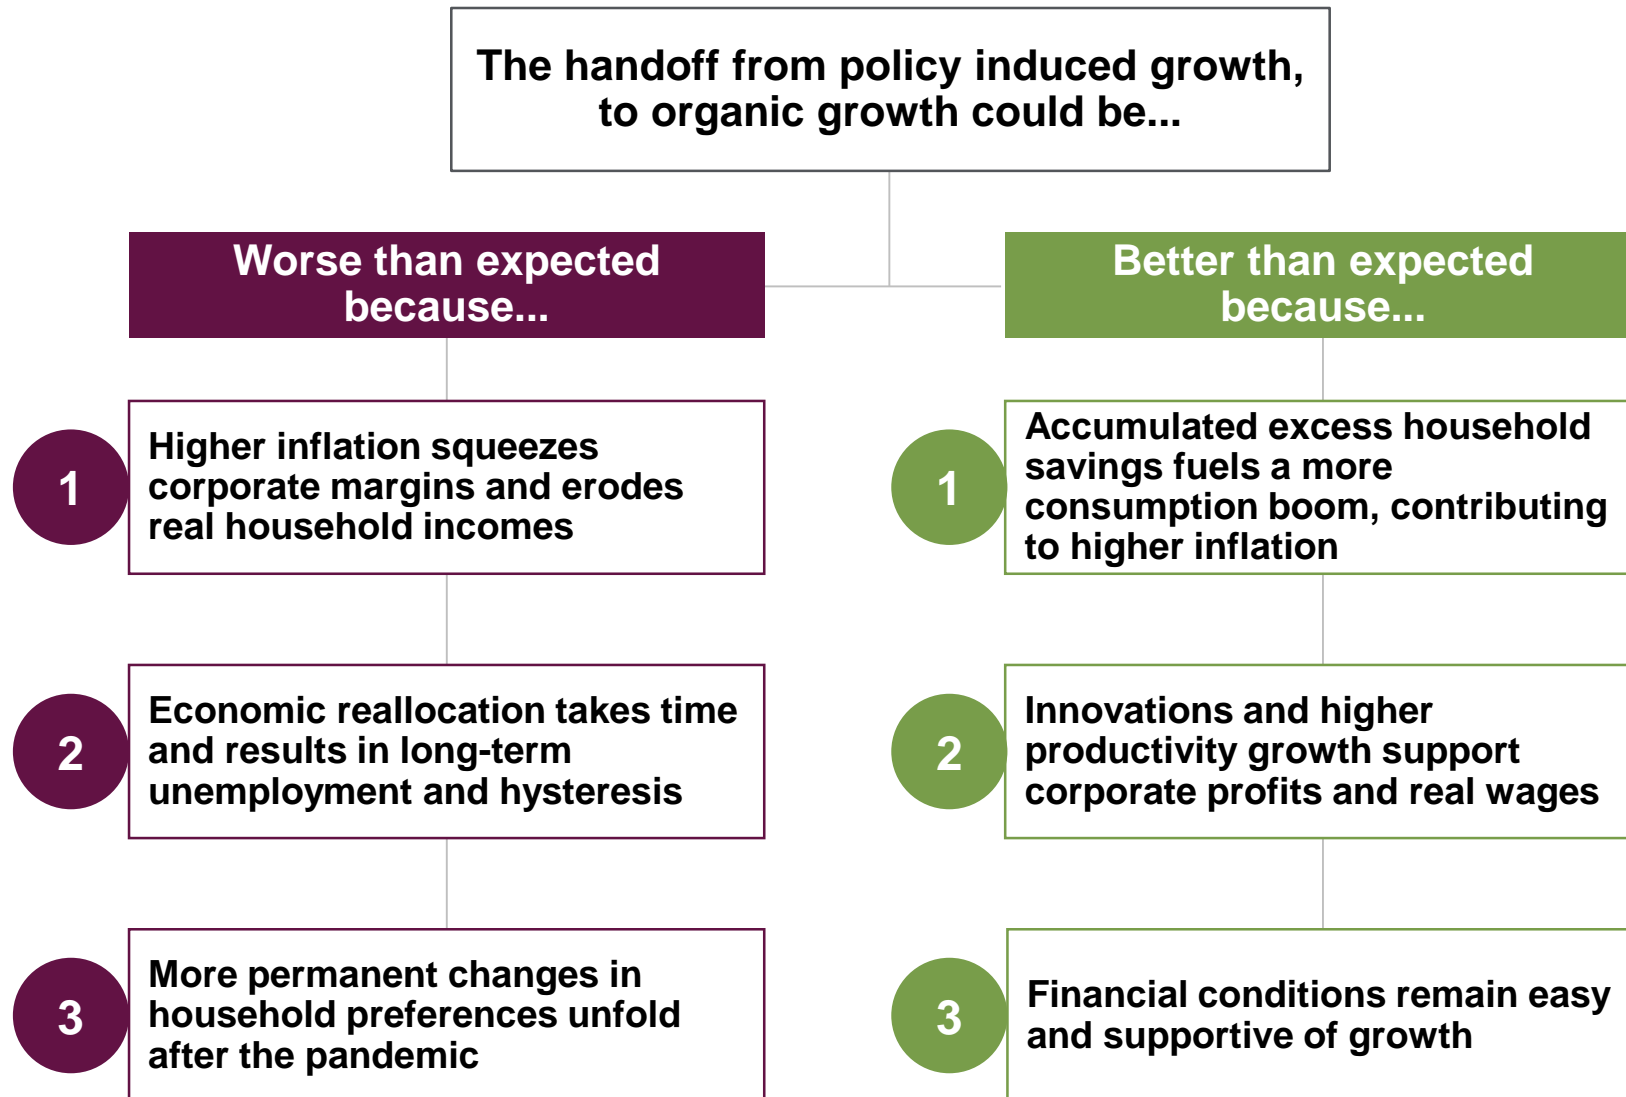 The handoff from policy induced growth,
to organic growth could be...
Worse than expected
because...
1
Higher inflation squeezes
corporate margins and erodes
real household incomes
2
Economic reallocation takes time
and results in long-term
unemployment and hysteresis
3
More permanent changes in
household preferences unfold
after the pandemic
Better than expected
because...
1
Accumulated excess household
savings fuels a more
consumption boom, contributing
to higher inflation
2
Innovations and higher
productivity growth support
corporate profits and real wages
3
Financial conditions remain easy
and supportive of growth